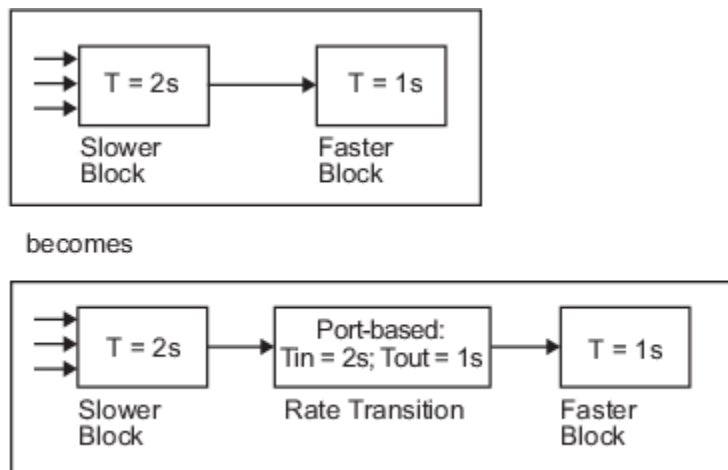 T = 2s
T = 1s
Slower
Block
Faster
Block
becomes
T = 2s
Port-based:
Tin = 2s; Tout = 1s
T = 1s
Slower
Block
Rate Transition
Faster
Block